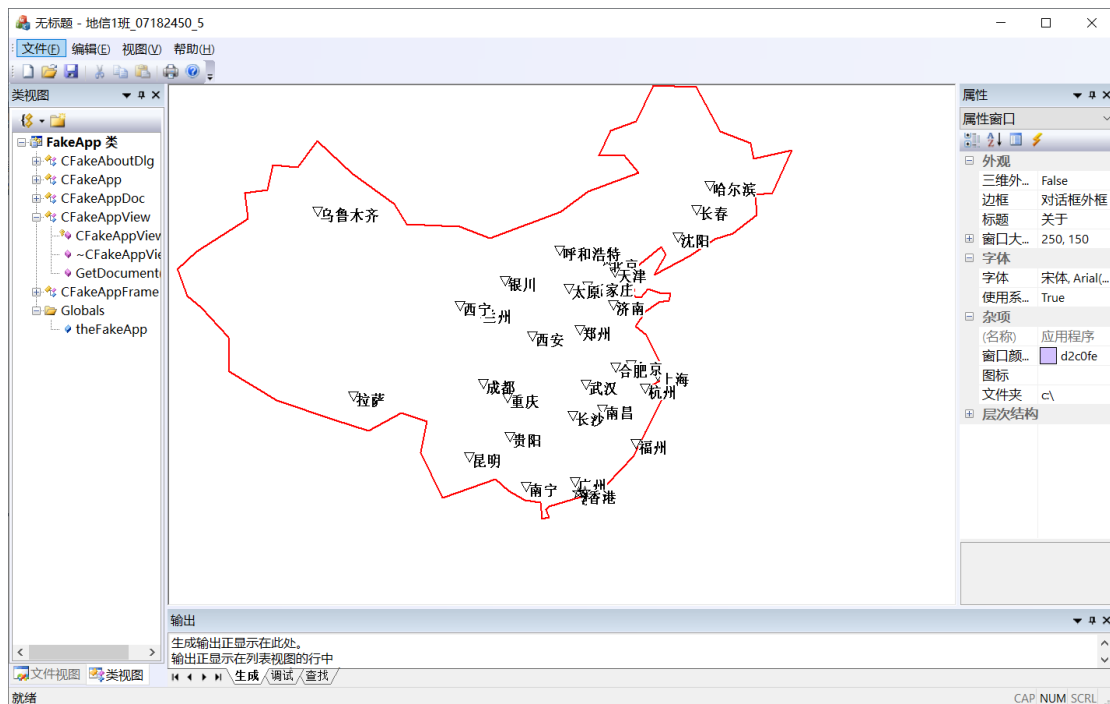 无标题 - 地信1班_07182450_5
文件(F) 编辑(E) 视图(V) 帮助(H)
类视图
FakeApp 类
CFakeAboutDlg
CFakeApp
CFakeAppDoc
CFakeAppView
CFakeAppView
~CFakeAppVie
GetDocument(
CFakeAppFrame
Globals
theFakeApp
文件视图 类视图
哈尔滨
长春
乌鲁木齐
沈阳
呼和浩特
北京
天津
银川
太原
家庄
济南
西宁
兰州
郑州
西安
合肥
京
上海
成都
武汉
杭州
拉萨
重庆
南昌
长沙
贵阳
福州
昆明
广州
南宁
香港
属性
属性窗口
外观
三维外... False
边框 对话框外框
标题 关于
窗口大... 250, 150
字体
字体 宋体, Arial(...
使用系... True
杂项
(名称) 应用程序
窗口颜... d2c0fe
图标
文件夹 c:\
层次结构
输出
生成输出正显示在此处。
输出正显示在列表视图的行中
生成 调试 查找
就绪
CAP NUM SCRL